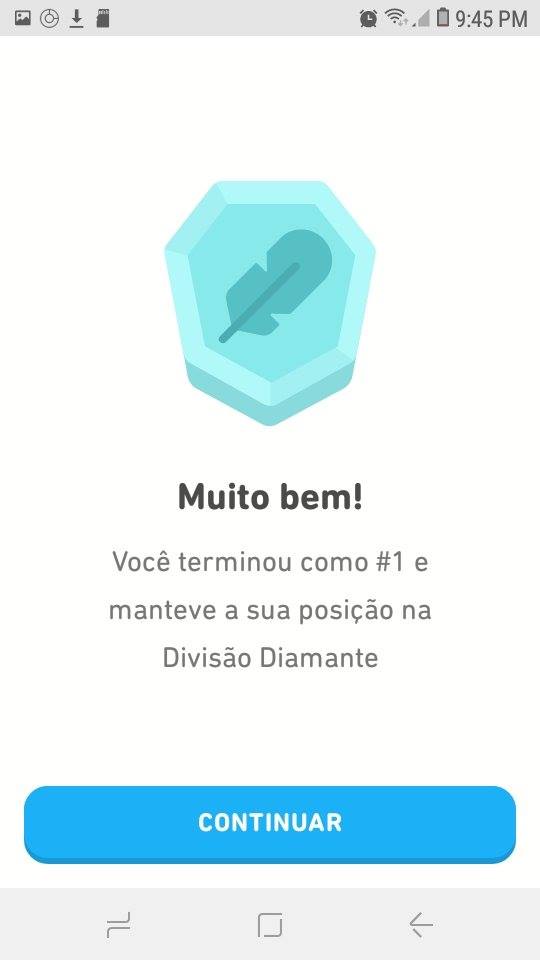 9:45 PM
Muito bem!
Você terminou como #1 e
manteve a sua posição na
Divisão Diamante
CONTINUAR